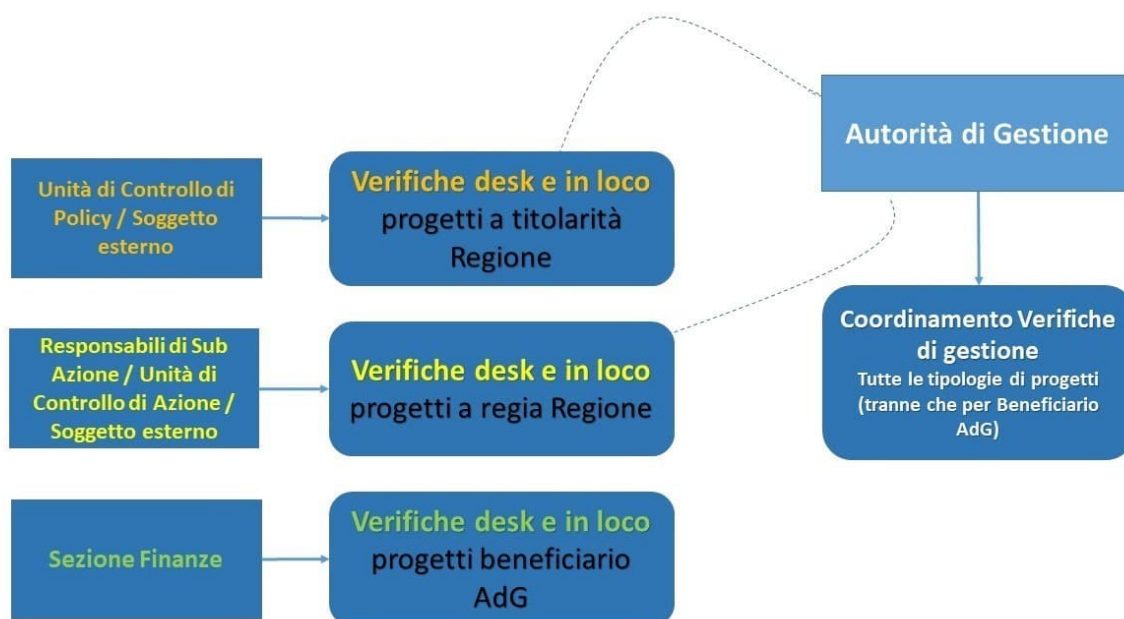 Unità di Controllo di
Policy / Soggetto
esterno
Verifiche desk e in loco
progetti a titolarità
Regione
Autorità di Gestione
Responsabili di Sub
Azione / Unità di
Controllo di Azione /
Soggetto esterno
Verifiche desk e in loco
progetti a regia Regione
Coordinamento Verifiche
di gestione
Tutte le tipologie di progetti
(tranne che per Beneficiario
AdG)
Sezione Finanze
Verifiche desk e in loco
progetti beneficiario
AdG